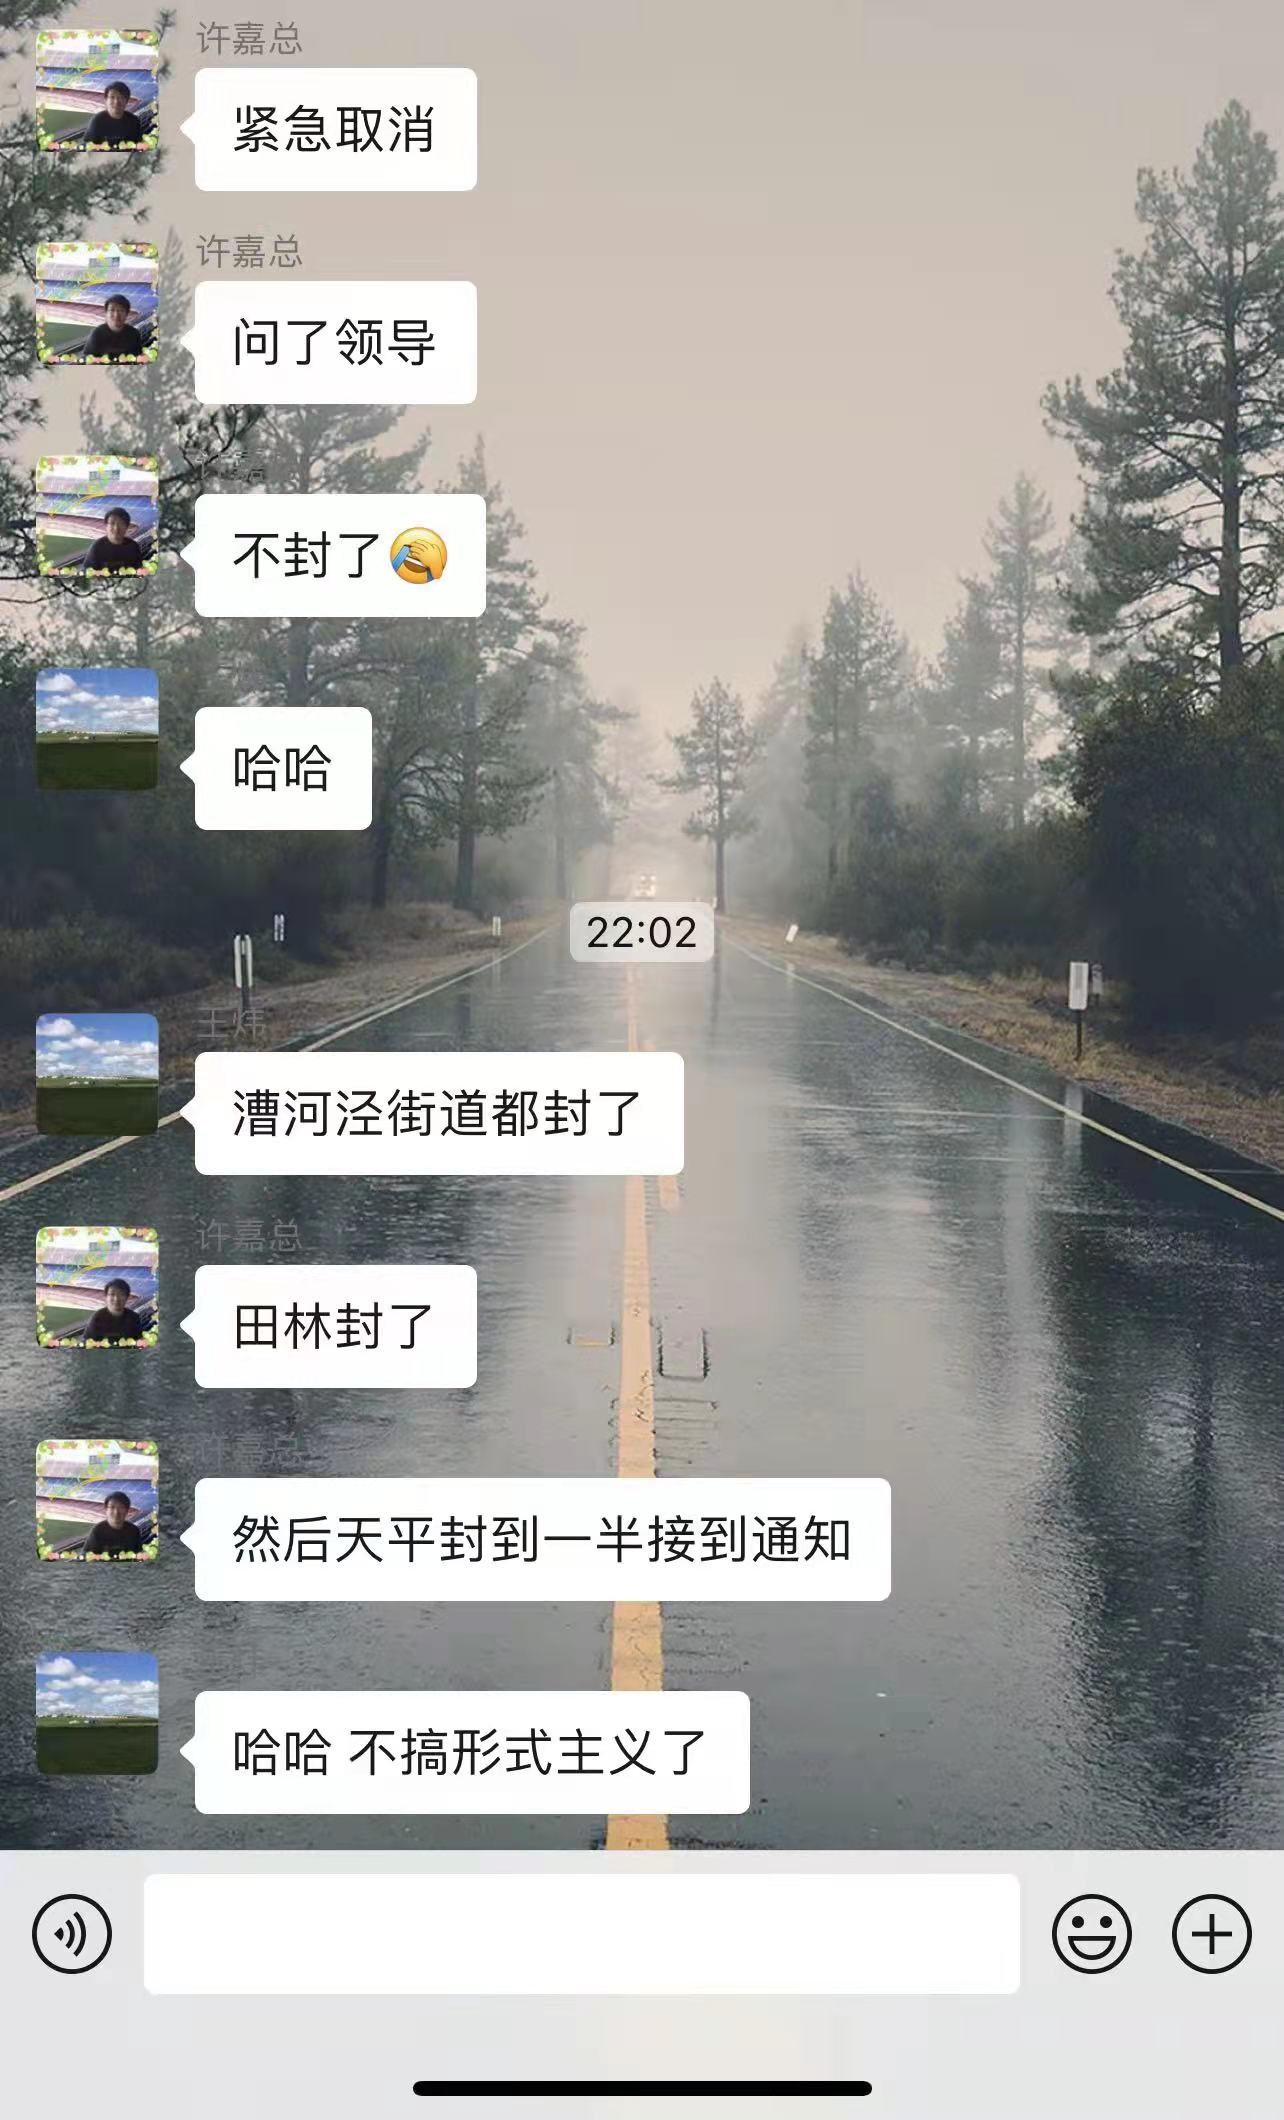 许嘉总
紧急取消
许嘉总
问了领导
不封了🤦
哈哈
22:02
王炜
漕河泾街道都封了
许嘉总
田林封了
许嘉总
然后天平封到一半接到通知
哈哈 不搞形式主义了